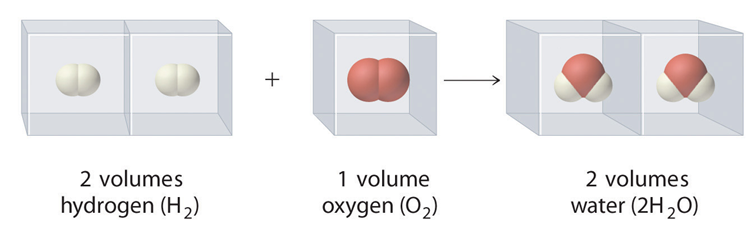 +
2 volumes
hydrogen (H₂)
1 volume
oxygen (O₂)
2 volumes
water (2H₂O)